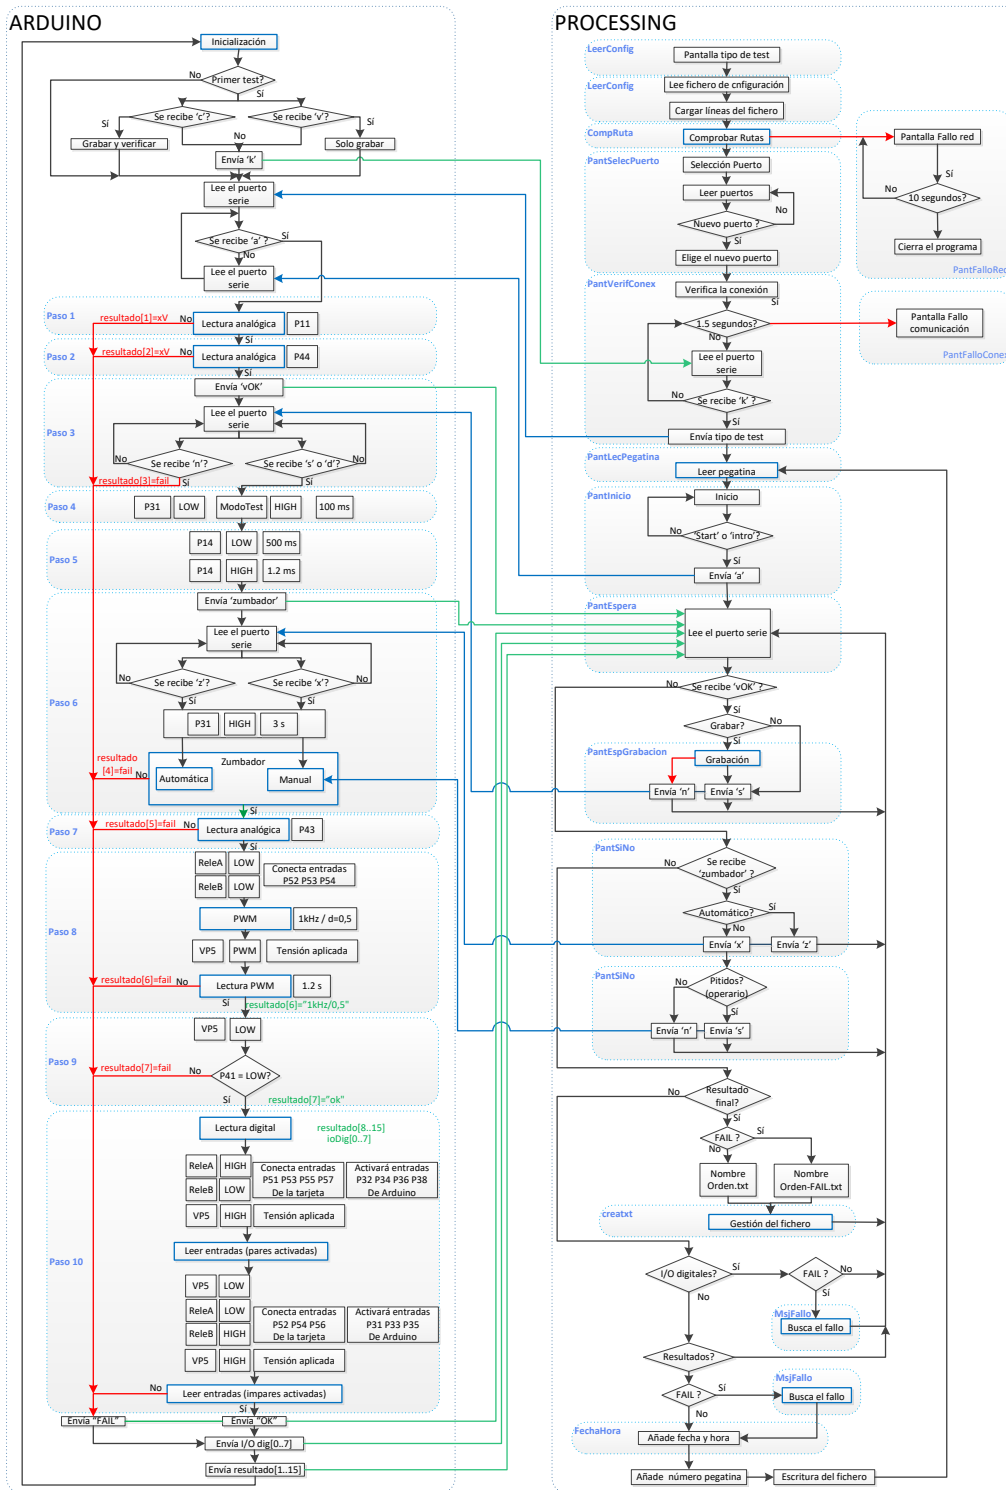 ARDUINO
Inicialización
Primer test?
No
Sí
Se recibe 'c'?
Se recibe 'v'?
Sí
Sí
No
Grabar y verificar
Solo grabar
Envía 'k'
Lee el puerto
serie
Se recibe 'a' ?
Sí
No
Lee el puerto
serie
Paso 1
resultado[1]=xV
No
Lectura analógica
P11
Sí
Paso 2
resultado[2]=xV
No
Lectura analógica
P44
Sí
Paso 3
Envía 'vOK'
Lee el puerto
serie
Se recibe 'n'?
Se recibe 's' o 'd'?
No
No
resultado[3]=fail
Sí
Sí
Paso 4
P31
LOW
ModoTest
HIGH
100 ms
Paso 5
P14
LOW
500 ms
P14
HIGH
1.2 ms
Paso 6
Envía 'zumbador'
Lee el puerto
serie
Se recibe 'z'?
Se recibe 'x'?
No
No
Sí
Sí
P31
HIGH
3 s
resultado
[4]=fail
No
Zumbador
Automática
Manual
Sí
Paso 7
resultado[5]=fail
No
Lectura analógica
P43
Sí
Paso 8
ReleA
LOW
ReleB
LOW
Conecta entradas
P52 P53 P54
PWM
1kHz / d=0,5
VP5
PWM
Tensión aplicada
resultado[6]=fail
No
Lectura PWM
1.2 s
Sí
resultado[6]="1kHz/0,5"
Paso 9
VP5
LOW
resultado[7]=fail
No
P41 = LOW?
Sí
resultado[7]="ok"
Paso 10
Lectura digital
resultado[8..15]
ioDig[0..7]
ReleA
HIGH
ReleB
LOW
Conecta entradas
P51 P53 P55 P57
De la tarjeta
Activará entradas
P32 P34 P36 P38
De Arduino
VP5
HIGH
Tensión aplicada
Leer entradas (pares activadas)
VP5
LOW
ReleA
LOW
ReleB
HIGH
Conecta entradas
P52 P54 P56
De la tarjeta
Activará entradas
P31 P33 P35
De Arduino
VP5
HIGH
Tensión aplicada
No
Leer entradas (impares activadas)
Sí
Envía "FAIL"
Envía "OK"
Envía I/O dig[0..7]
Envía resultado[1..15]
PROCESSING
LeerConfig
Pantalla tipo de test
LeerConfig
Lee fichero de cnfiguración
Cargar líneas del fichero
CompRuta
Comprobar Rutas
Pantalla Fallo red
Sí
No
10 segundos?
Cierra el programa
PantFalloRed
PantSelecPuerto
Selección Puerto
Leer puertos
No
Nuevo puerto ?
Sí
Elige el nuevo puerto
PantVerifConex
Verifica la conexión
Sí
1.5 segundos?
No
Pantalla Fallo
comunicación
PantFalloConex
Lee el puerto
serie
No
Se recibe 'k' ?
Sí
Envía tipo de test
PantLecPegatina
Leer pegatina
PantInicio
Inicio
No
'Start' o 'intro'?
Sí
Envía 'a'
PantEspera
Lee el puerto serie
No
Se recibe 'vOK' ?
Sí
Grabar?
No
Sí
PantEspGrabacion
Grabación
Envía 'n'
Envía 's'
PantSiNo
No
Se recibe
'zumbador' ?
Sí
Automático?
Sí
No
Envía 'x'
Envía 'z'
PantSiNo
Pitidos?
(operario)
No
Sí
Envía 'n'
Envía 's'
No
Resultado
final?
Sí
FAIL ?
Sí
No
Nombre
Orden.txt
Nombre
Orden-FAIL.txt
creatxt
Gestión del fichero
I/O digitales?
Sí
No
FAIL ?
No
Sí
MsjFallo
Busca el fallo
Resultados?
FAIL ?
Sí
No
MsjFallo
Busca el fallo
FechaHora
Añade fecha y hora
Añade número pegatina
Escritura del fichero